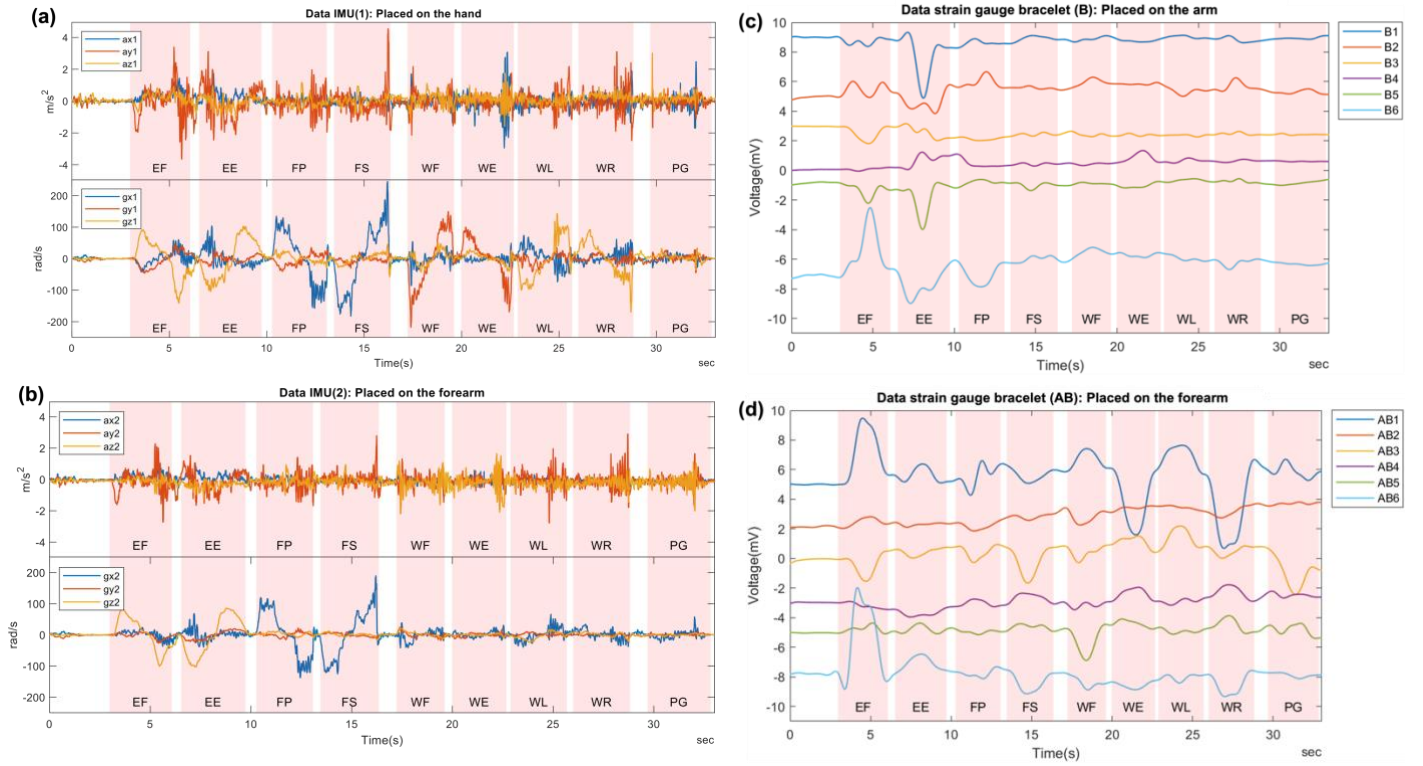 (a)
Data IMU(1): Placed on the hand
ax1
ay1
az1
4
2
0
-2
-4
m/s2
EF EE FP FS WF WE WL WR PG
gx1
gy1
gz1
200
100
0
-100
-200
rad/s
EF EE FP FS WF WE WL WR PG
0 5 10 15 20 25 30
Time(s)
sec
(b)
Data IMU(2): Placed on the forearm
ax2
ay2
az2
4
2
0
-2
-4
m/s2
EF EE FP FS WF WE WL WR PG
gx2
gy2
gz2
200
100
0
-100
-200
rad/s
EF EE FP FS WF WE WL WR PG
5 10 15 20 25 30
Time(s)
sec
(c)
Data strain gauge bracelet (B): Placed on the arm
B1
B2
B3
B4
B5
B6
10
8
6
4
2
0
-2
-4
-6
-8
-10
Voltage(mV)
EF EE FP FS WF WE WL WR PG
0 5 10 15 20 25 30
Time(s)
sec
(d)
Data strain gauge bracelet (AB): Placed on the forearm
AB1
AB2
AB3
AB4
AB5
AB6
10
8
6
4
2
0
-2
-4
-6
-8
-10
Voltage(mV)
EF EE FP FS WF WE WL WR PG
0 5 10 15 20 25 30
Time(s)
sec